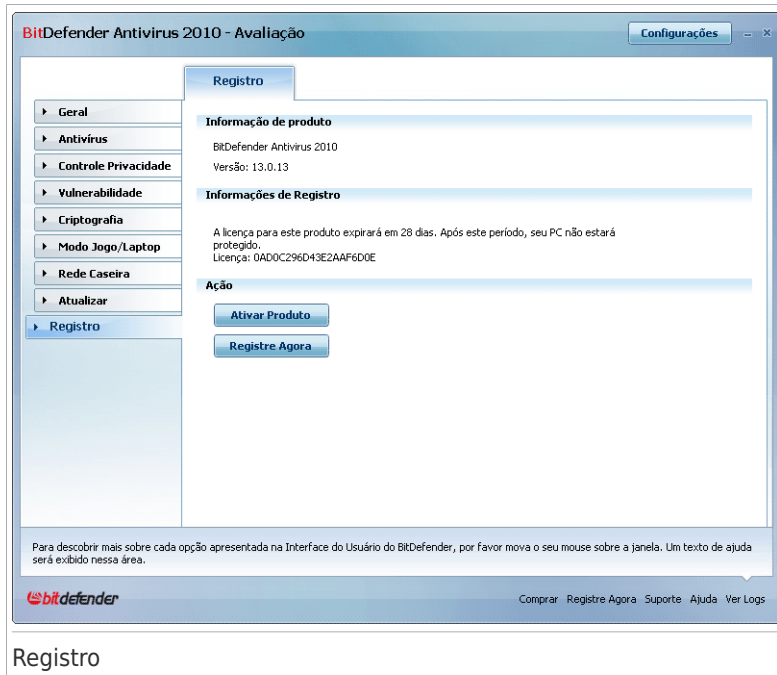 BitDefender Antivirus 2010 - Avaliação
Configurações
Registro
Geral
Antivírus
Controle Privacidade
Vulnerabilidade
Criptografia
Modo Jogo/Laptop
Rede Caseira
Atualizar
Registro
Informação de produto
BitDefender Antivirus 2010
Versão: 13.0.13
Informações de Registro
A licença para este produto expirará em 28 dias. Após este período, seu PC não estará
protegido.
Licença: 0AD0C296D43E2AAF6D0E
Ação
Ativar Produto
Registre Agora
Para descobrir mais sobre cada opção apresentada na Interface do Usuário do BitDefender, por favor mova o seu mouse sobre a janela. Um texto de ajuda
será exibido nessa área.
bitdefender
Comprar Registre Agora Suporte Ajuda Ver Logs
Registro